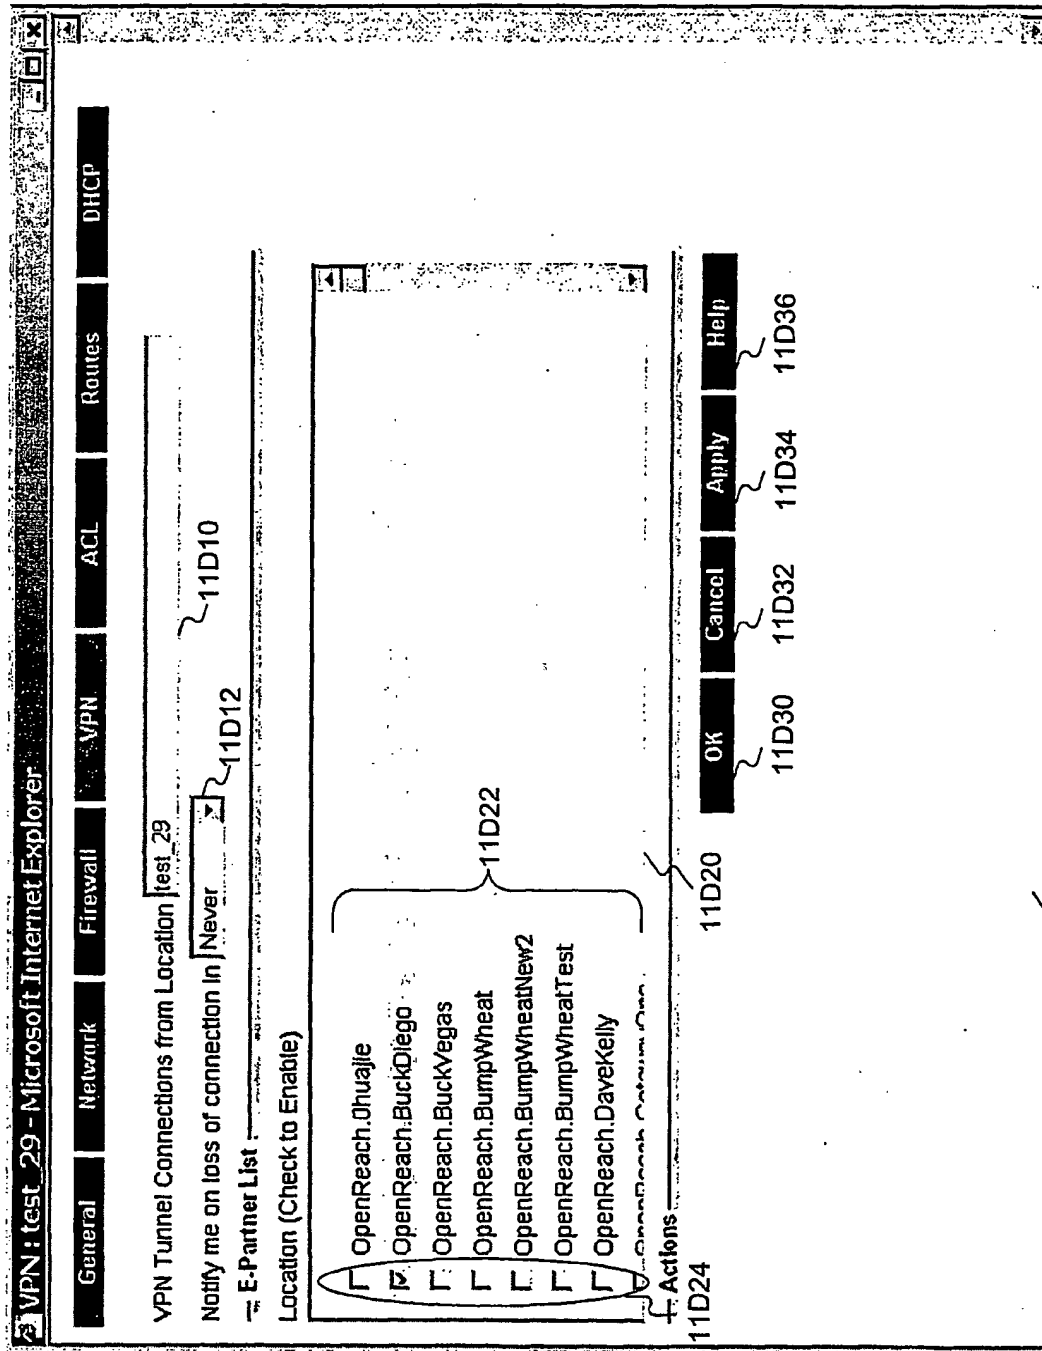 VPN : test_29 - Microsoft Internet Explorer
General Network Firewall VPN ACL Routes DHCP
VPN Tunnel Connections from Location test_29
11D10
Notify me on loss of connection in Never
11D12
E-Partner List
Location (Check to Enable)
OpenReach.0huajie
OpenReach.BuckDiego
OpenReach.BuckVegas
OpenReach.BumpWheat
OpenReach.BumpWheatNew2
OpenReach.BumpWheatTest
OpenReach.DaveKelly
11D22
Actions
11D24
11D20
OK Cancel Apply Help
11D30 11D32 11D34 11D36